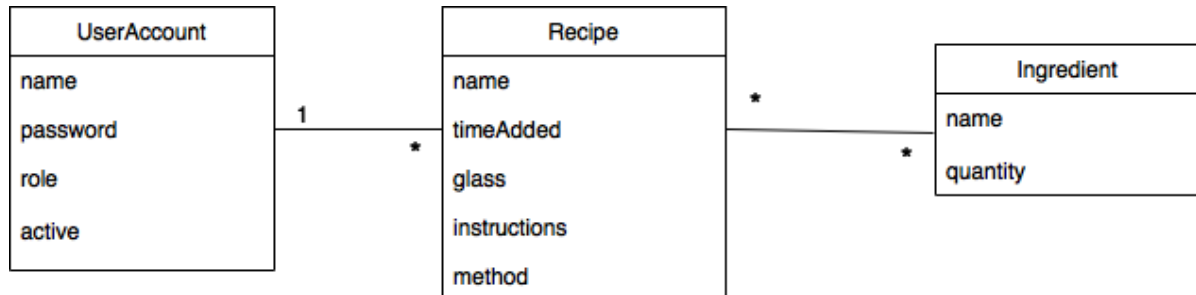 UserAccount
name
password
role
active
1
*
Recipe
name
timeAdded
glass
instructions
method
*
*
Ingredient
name
quantity